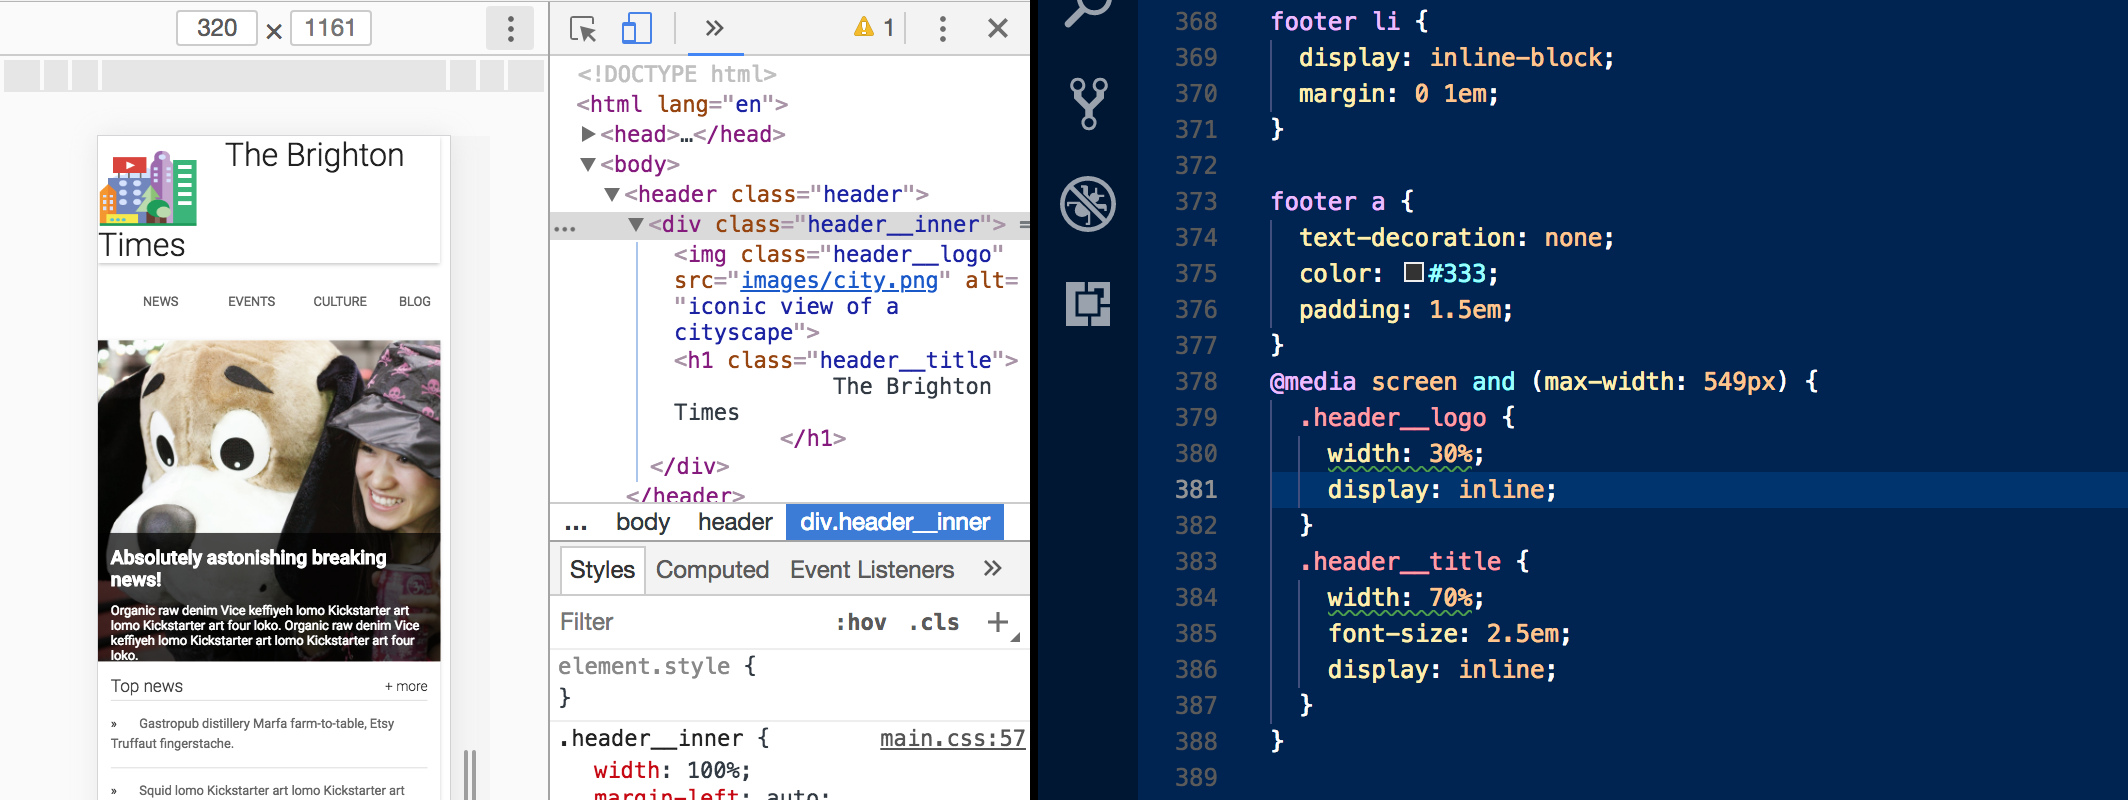 320 × 1161
The Brighton
Times
NEWS EVENTS CULTURE BLOG
Absolutely astonishing breaking
news!
Organic raw denim Vice keffiyeh lomo Kickstarter art
lomo Kickstarter art four loko. Organic raw denim Vice
keffiyeh lomo Kickstarter art lomo Kickstarter art four
loko.
Top news + more
» Gastropub distillery Marfa farm-to-table, Etsy
Truffaut fingerstache.
» Squid lomo Kickstarter art lomo Kickstarter art
» 1
<!DOCTYPE html>
<html lang="en">
▶<head>…</head>
▼<body>
▼<header class="header">
… ▼<div class="header__inner"> =
<img class="header__logo"
src="images/city.png" alt=
"iconic view of a
cityscape">
<h1 class="header__title">
The Brighton
Times
</h1>
</div>
</header>
… body header div.header__inner
Styles Computed Event Listeners »
Filter :hov .cls +
element.style {
}
.header__inner { main.css:57
width: 100%;
margin-left: auto;
368 footer li {
369 display: inline-block;
370 margin: 0 1em;
371 }
372
373 footer a {
374 text-decoration: none;
375 color: #333;
376 padding: 1.5em;
377 }
378 @media screen and (max-width: 549px) {
379 .header__logo {
380 width: 30%;
381 display: inline;
382 }
383 .header__title {
384 width: 70%;
385 font-size: 2.5em;
386 display: inline;
387 }
388 }
389